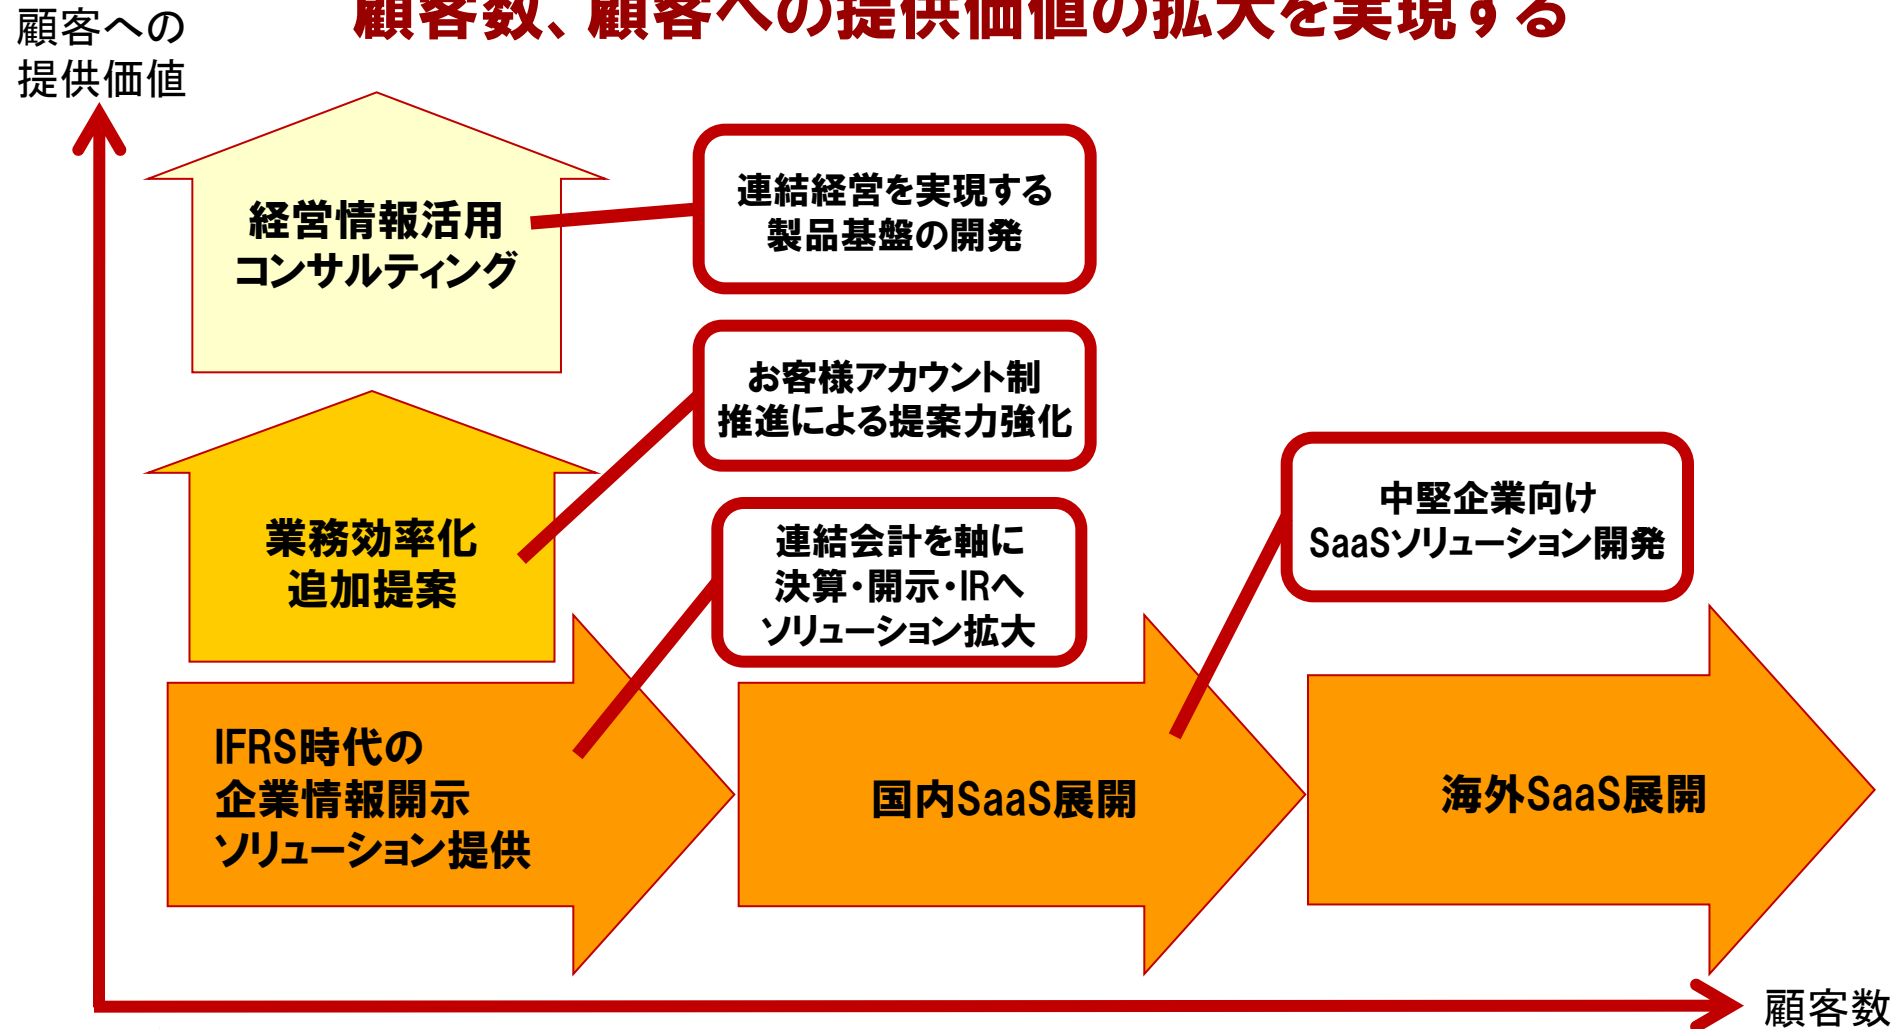 顧客数、顧客への提供価値の拡大を実現する
顧客への
提供価値
経営情報活用
コンサルティング
連結経営を実現する
製品基盤の開発
お客様アカウント制
推進による提案力強化
業務効率化
追加提案
連結会計を軸に
決算・開示・IRへ
ソリューション拡大
中堅企業向け
SaaSソリューション開発
IFRS時代の
企業情報開示
ソリューション提供
国内SaaS展開
海外SaaS展開
顧客数